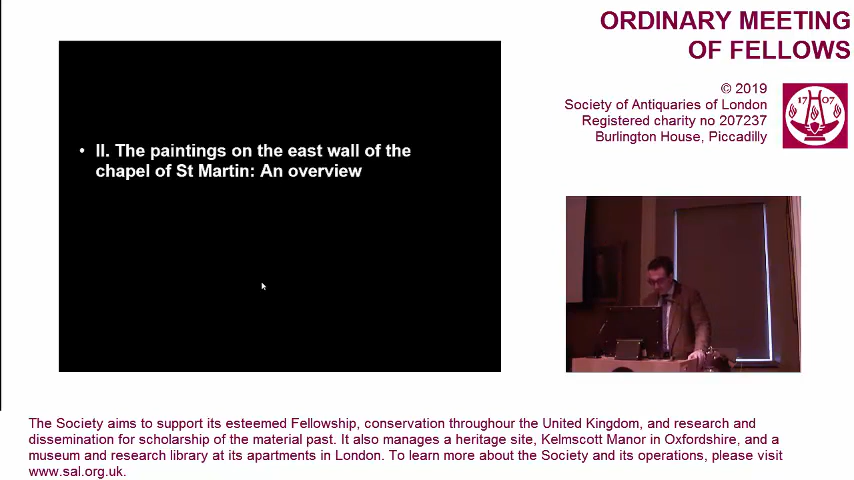 ORDINARY MEETING
OF FELLOWS
© 2019
Society of Antiquaries of London
Registered charity no 207237
Burlington House, Piccadilly
17 07
• II. The paintings on the east wall of the
chapel of St Martin: An overview
The Society aims to support its esteemed Fellowship, conservation throughour the United Kingdom, and research and
dissemination for scholarship of the material past. It also manages a heritage site, Kelmscott Manor in Oxfordshire, and a
museum and research library at its apartments in London. To learn more about the Society and its operations, please visit
www.sal.org.uk.